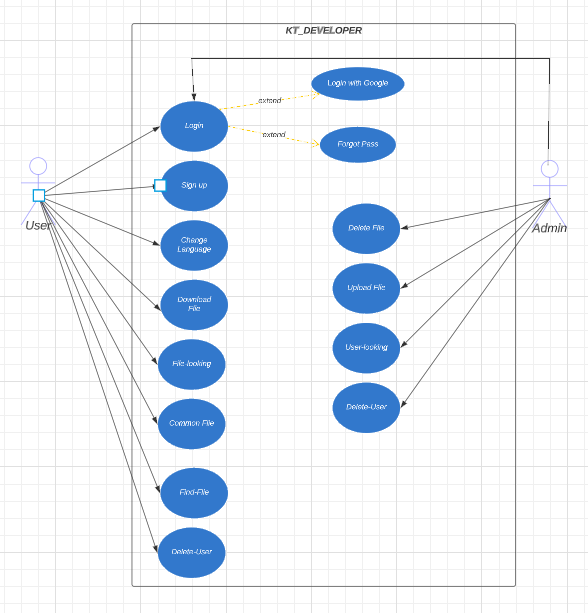 KT_DEVELOPER
Login with Google
extend
Login
extend
Forgot Pass
Sign up
User
Admin
Delete File
Change
Language
Upload File
Download
File
User-looking
File-looking
Delete-User
Common File
Find-File
Delete-User